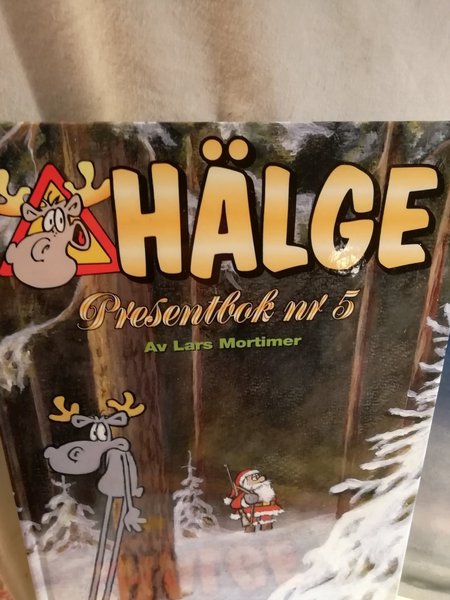 HÄLGE
Presentbok nr 5
Av Lars Mortimer